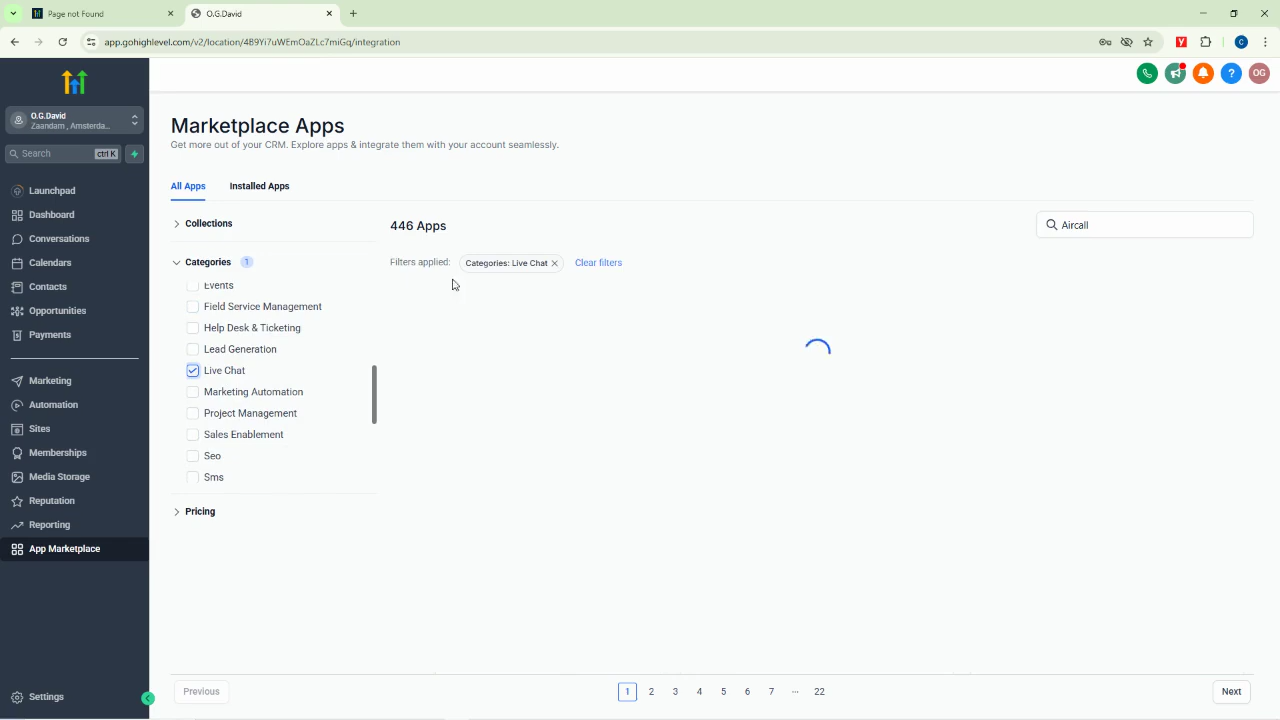 Page not Found
O.G.David
app.gohighlevel.com/v2/location/4B9Yi7uWEmOaZLc7miGq/integration
C
O.G.David
Zaandam , Amsterda...
Search
ctrl K
Launchpad
Dashboard
Conversations
Calendars
Contacts
Opportunities
Payments
Marketing
Automation
Sites
Memberships
Media Storage
Reputation
Reporting
App Marketplace
Settings
OG
Marketplace Apps
Get more out of your CRM. Explore apps & integrate them with your account seamlessly.
All Apps
Installed Apps
Collections
446 Apps
Aircall
Categories
1
Filters applied:
Categories: Live Chat
Clear filters
Events
Field Service Management
Help Desk & Ticketing
Lead Generation
Live Chat
Marketing Automation
Project Management
Sales Enablement
Seo
Sms
Pricing
Previous
1 2 3 4 5 6 7 ... 22
Next